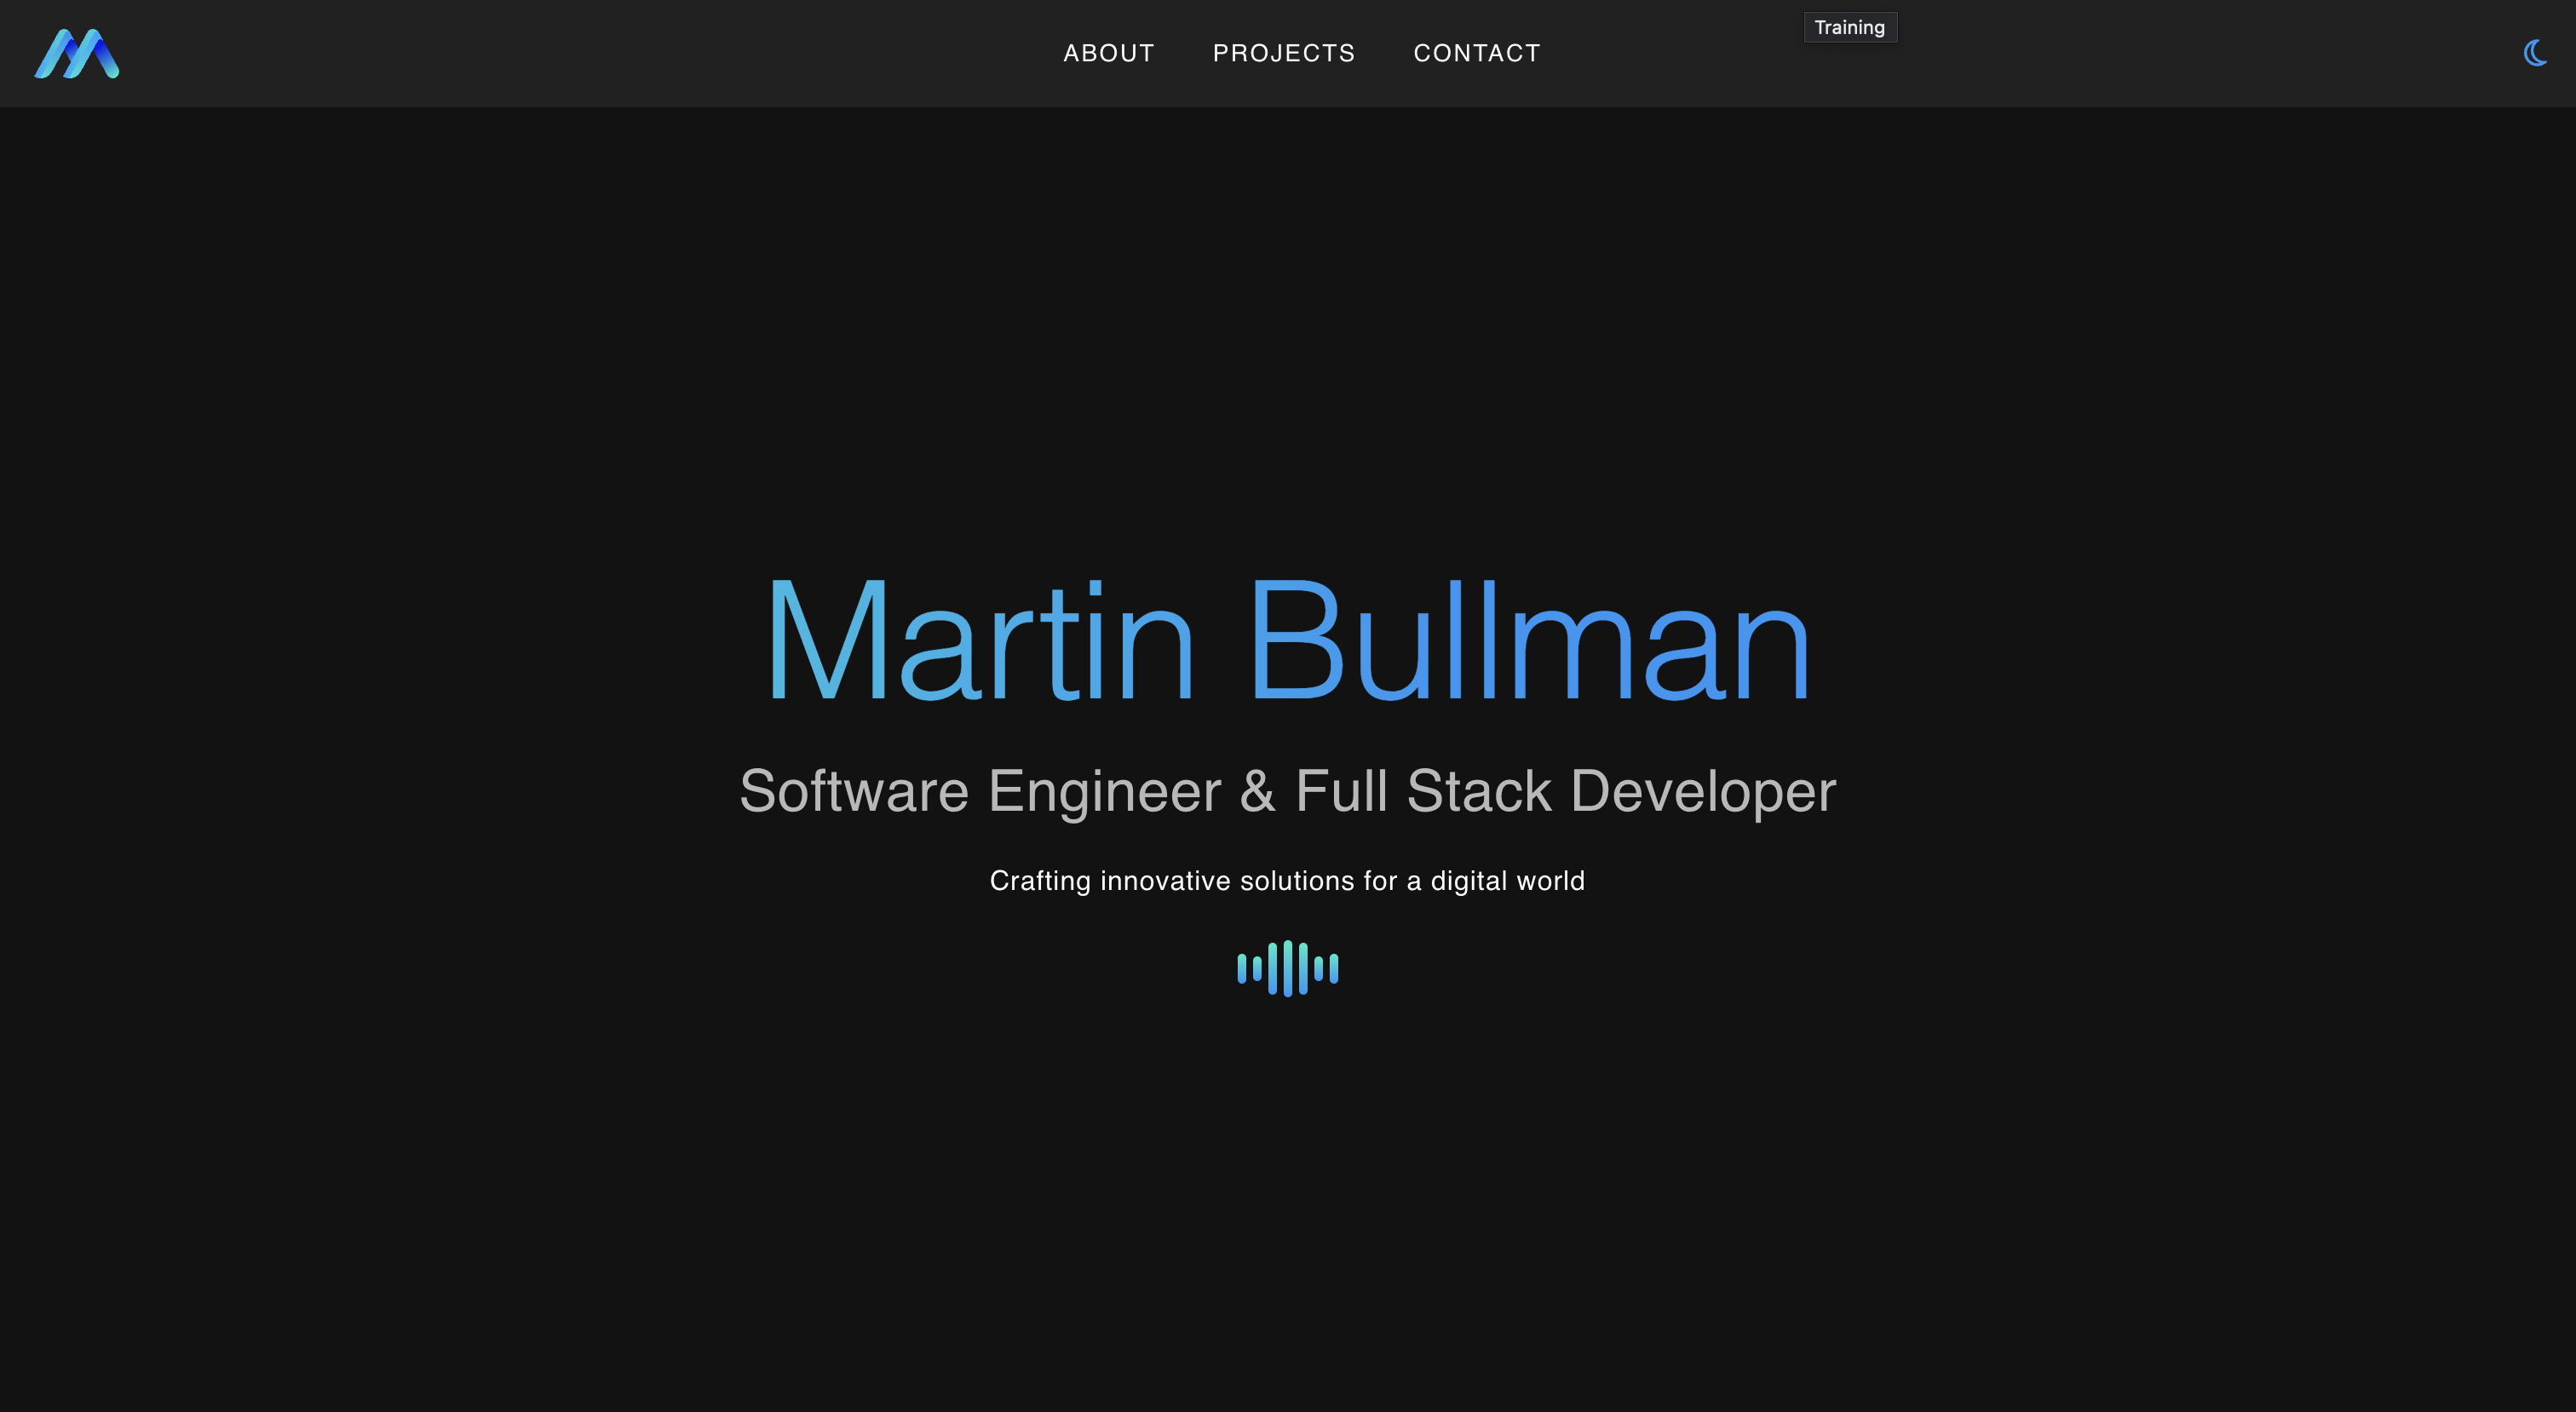 ABOUT PROJECTS CONTACT
Training
Martin Bullman
Software Engineer & Full Stack Developer
Crafting innovative solutions for a digital world